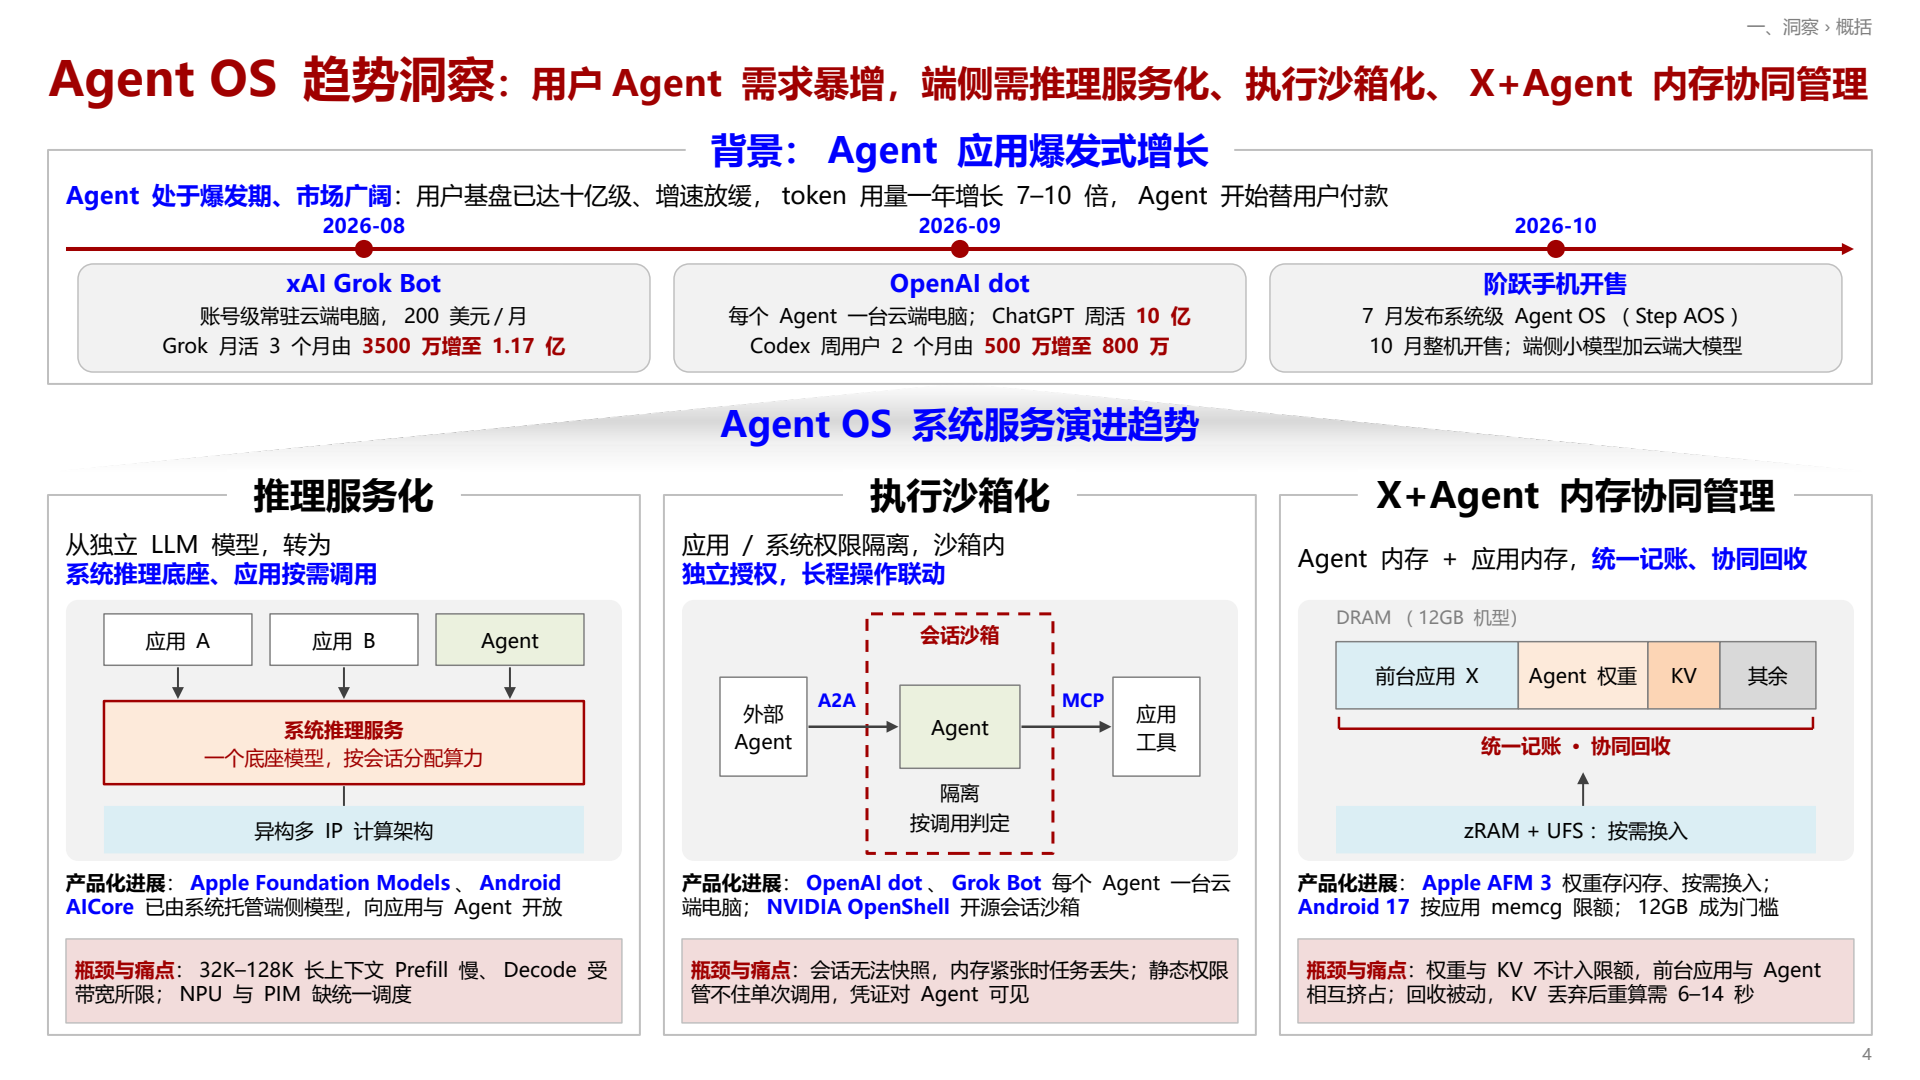 一、洞察 › 概括
Agent OS 趋势洞察：用户 Agent 需求暴增，端侧需推理服务化、执行沙箱化、X+Agent 内存协同管理
背景： Agent 应用爆发式增长
Agent 处于爆发期、市场广阔：用户基盘已达十亿级、增速放缓， token 用量一年增长 7–10 倍， Agent 开始替用户付款
2026-08
2026-09
2026-10
xAI Grok Bot
账号级常驻云端电脑， 200 美元 / 月
Grok 月活 3 个月由 3500 万增至 1.17 亿
OpenAI dot
每个 Agent 一台云端电脑； ChatGPT 周活 10 亿
Codex 周用户 2 个月由 500 万增至 800 万
阶跃手机开售
7 月发布系统级 Agent OS （ Step AOS ）
10 月整机开售；端侧小模型加云端大模型
Agent OS 系统服务演进趋势
推理服务化
从独立 LLM 模型，转为
系统推理底座、应用按需调用
应用 A
应用 B
Agent
系统推理服务
一个底座模型，按会话分配算力
异构多 IP 计算架构
产品化进展： Apple Foundation Models 、 Android
AICore 已由系统托管端侧模型，向应用与 Agent 开放
瓶颈与痛点： 32K–128K 长上下文 Prefill 慢、 Decode 受
带宽所限； NPU 与 PIM 缺统一调度
执行沙箱化
应用 / 系统权限隔离，沙箱内
独立授权，长程操作联动
会话沙箱
外部
Agent
A2A
Agent
MCP
应用
工具
隔离
按调用判定
产品化进展： OpenAI dot 、 Grok Bot 每个 Agent 一台云
端电脑； NVIDIA OpenShell 开源会话沙箱
瓶颈与痛点：会话无法快照，内存紧张时任务丢失；静态权限
管不住单次调用，凭证对 Agent 可见
X+Agent 内存协同管理
Agent 内存 + 应用内存，统一记账、协同回收
DRAM （ 12GB 机型）
前台应用 X
Agent 权重
KV
其余
统一记账 • 协同回收
zRAM + UFS ：按需换入
产品化进展： Apple AFM 3 权重存闪存、按需换入；
Android 17 按应用 memcg 限额； 12GB 成为门槛
瓶颈与痛点：权重与 KV 不计入限额，前台应用与 Agent
相互挤占；回收被动， KV 丢弃后重算需 6–14 秒
4